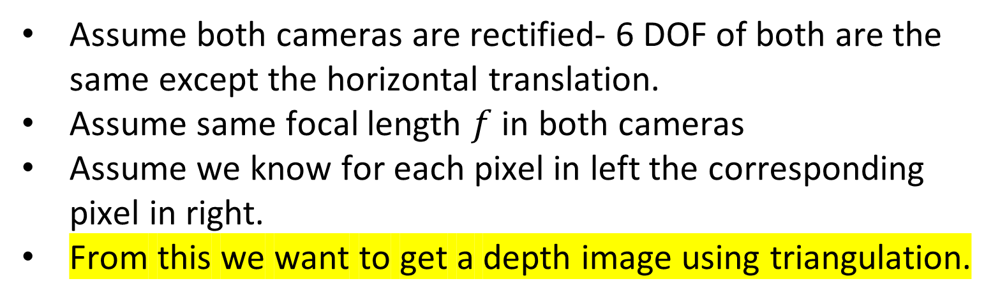 • Assume both cameras are rectified- 6 DOF of both are the
same except the horizontal translation.
• Assume same focal length 𝑓 in both cameras
• Assume we know for each pixel in left the corresponding
pixel in right.
• From this we want to get a depth image using triangulation.